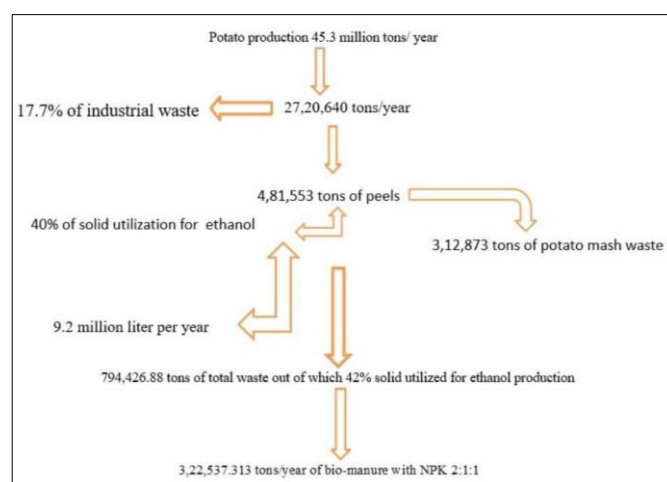 Potato production 45.3 million tons/ year
17.7% of industrial waste
27,20,640 tons/year
4,81,553 tons of peels
40% of solid utilization for ethanol
3,12,873 tons of potato mash waste
9.2 million liter per year
794,426.88 tons of total waste out of which 42% solid utilized for ethanol production
3,22,537.313 tons/year of bio-manure with NPK 2:1:1